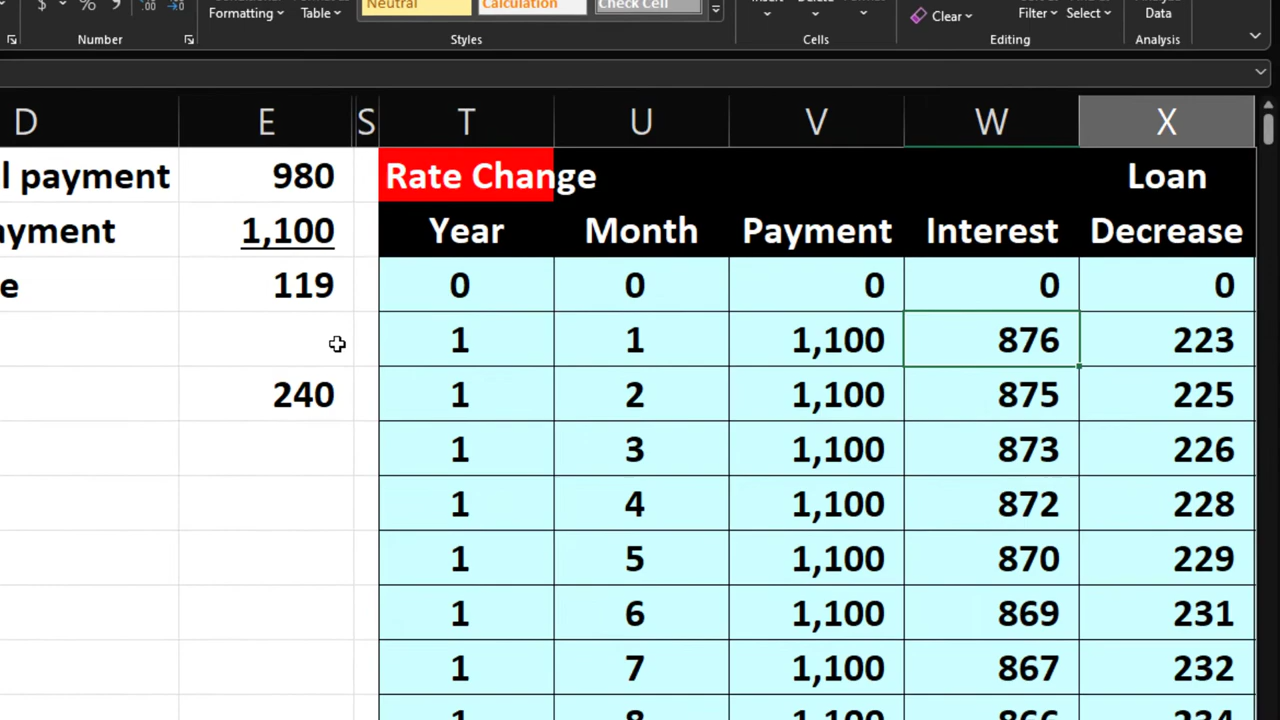 Formatting Table Neutral Calculation Check Cell Clear Filter Select Data
Number Styles Cells Editing Analysis
D E S T U V W X
l payment 980 Rate Change Loan
ayment 1,100 Year Month Payment Interest Decrease
e 119 0 0 0 0 0
1 1 1,100 876 223
240 1 2 1,100 875 225
1 3 1,100 873 226
1 4 1,100 872 228
1 5 1,100 870 229
1 6 1,100 869 231
1 7 1,100 867 232